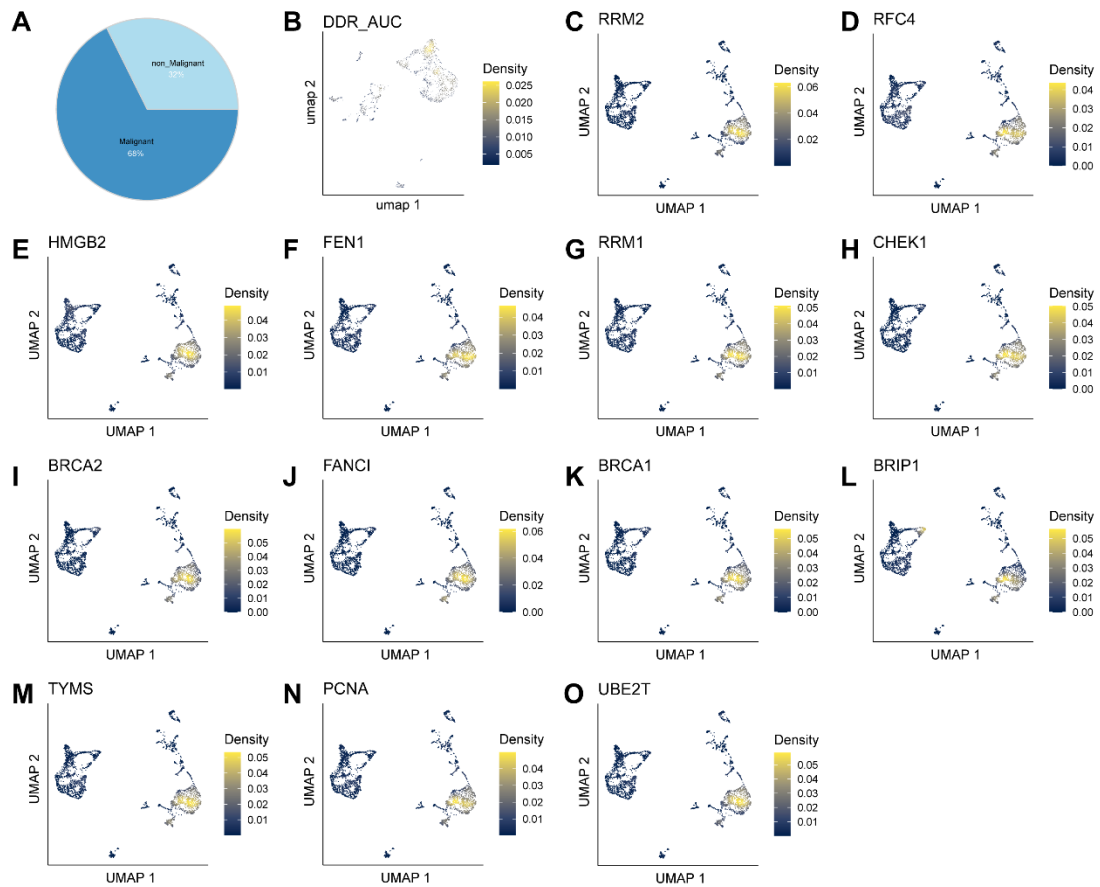 A
non_Malignant
32%
Malignant
68%
B
DDR_AUC
umap 2
umap 1
Density
0.025
0.020
0.015
0.010
0.005
C
RRM2
UMAP 2
UMAP 1
Density
0.06
0.04
0.02
D
RFC4
UMAP 2
UMAP 1
Density
0.04
0.03
0.02
0.01
0.00
E
HMGB2
UMAP 2
UMAP 1
Density
0.04
0.03
0.02
0.01
F
FEN1
UMAP 2
UMAP 1
Density
0.04
0.03
0.02
0.01
G
RRM1
UMAP 2
UMAP 1
Density
0.05
0.04
0.03
0.02
0.01
H
CHEK1
UMAP 2
UMAP 1
Density
0.05
0.04
0.03
0.02
0.01
0.00
I
BRCA2
UMAP 2
UMAP 1
Density
0.05
0.04
0.03
0.02
0.01
0.00
J
FANCI
UMAP 2
UMAP 1
Density
0.06
0.04
0.02
0.00
K
BRCA1
UMAP 2
UMAP 1
Density
0.05
0.04
0.03
0.02
0.01
0.00
L
BRIP1
UMAP 2
UMAP 1
Density
0.05
0.04
0.03
0.02
0.01
0.00
M
TYMS
UMAP 2
UMAP 1
Density
0.05
0.04
0.03
0.02
0.01
N
PCNA
UMAP 2
UMAP 1
Density
0.04
0.03
0.02
0.01
O
UBE2T
UMAP 2
UMAP 1
Density
0.05
0.04
0.03
0.02
0.01